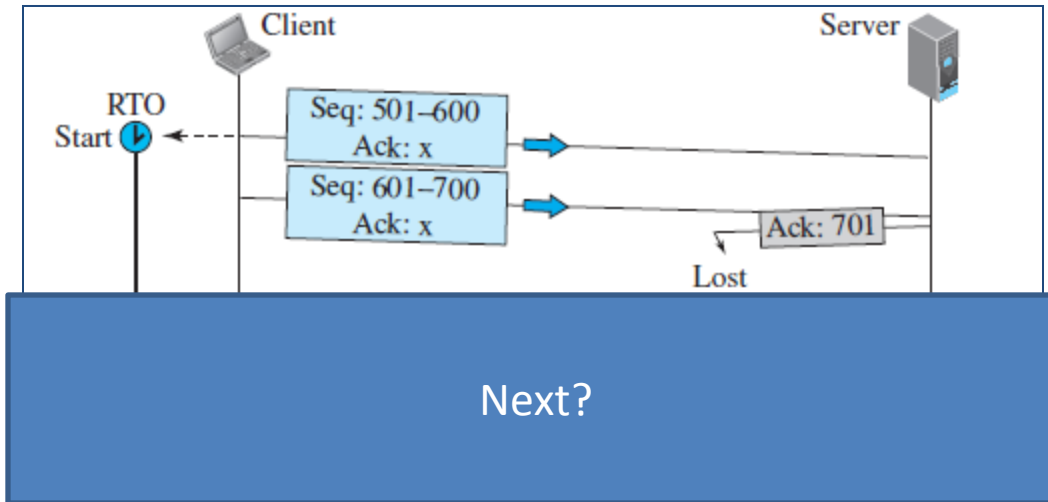 Client
Server
RTO
Start
Seq: 501–600
Ack: x
Seq: 601–700
Ack: x
Ack: 701
Lost
Next?